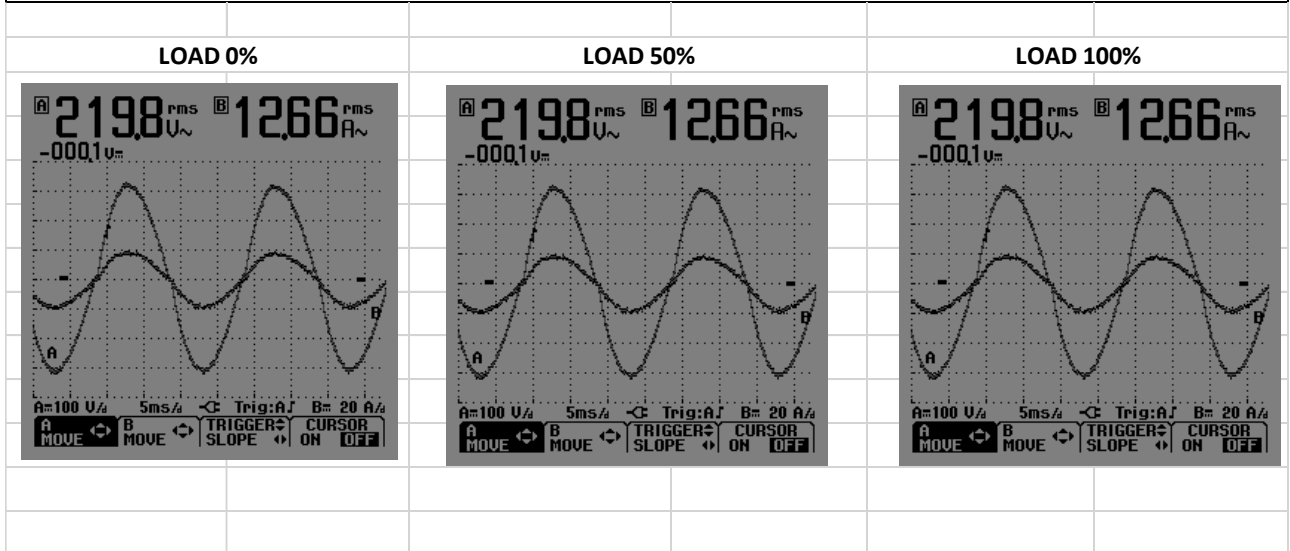 LOAD 0% LOAD 50% LOAD 100%
A 219.8 rms V~ B 12.66 rms A~
-000.1 V
A
B
A=100 V/d 5ms/d Trig:A B= 20 A/d
A MOVE B MOVE TRIGGER SLOPE CURSOR ON OFF
A 219.8 rms V~ B 12.66 rms A~
-000.1 V
A
B
A=100 V/d 5ms/d Trig:A B= 20 A/d
A MOVE B MOVE TRIGGER SLOPE CURSOR ON OFF
A 219.8 rms V~ B 12.66 rms A~
-000.1 V
A
B
A=100 V/d 5ms/d Trig:A B= 20 A/d
A MOVE B MOVE TRIGGER SLOPE CURSOR ON OFF